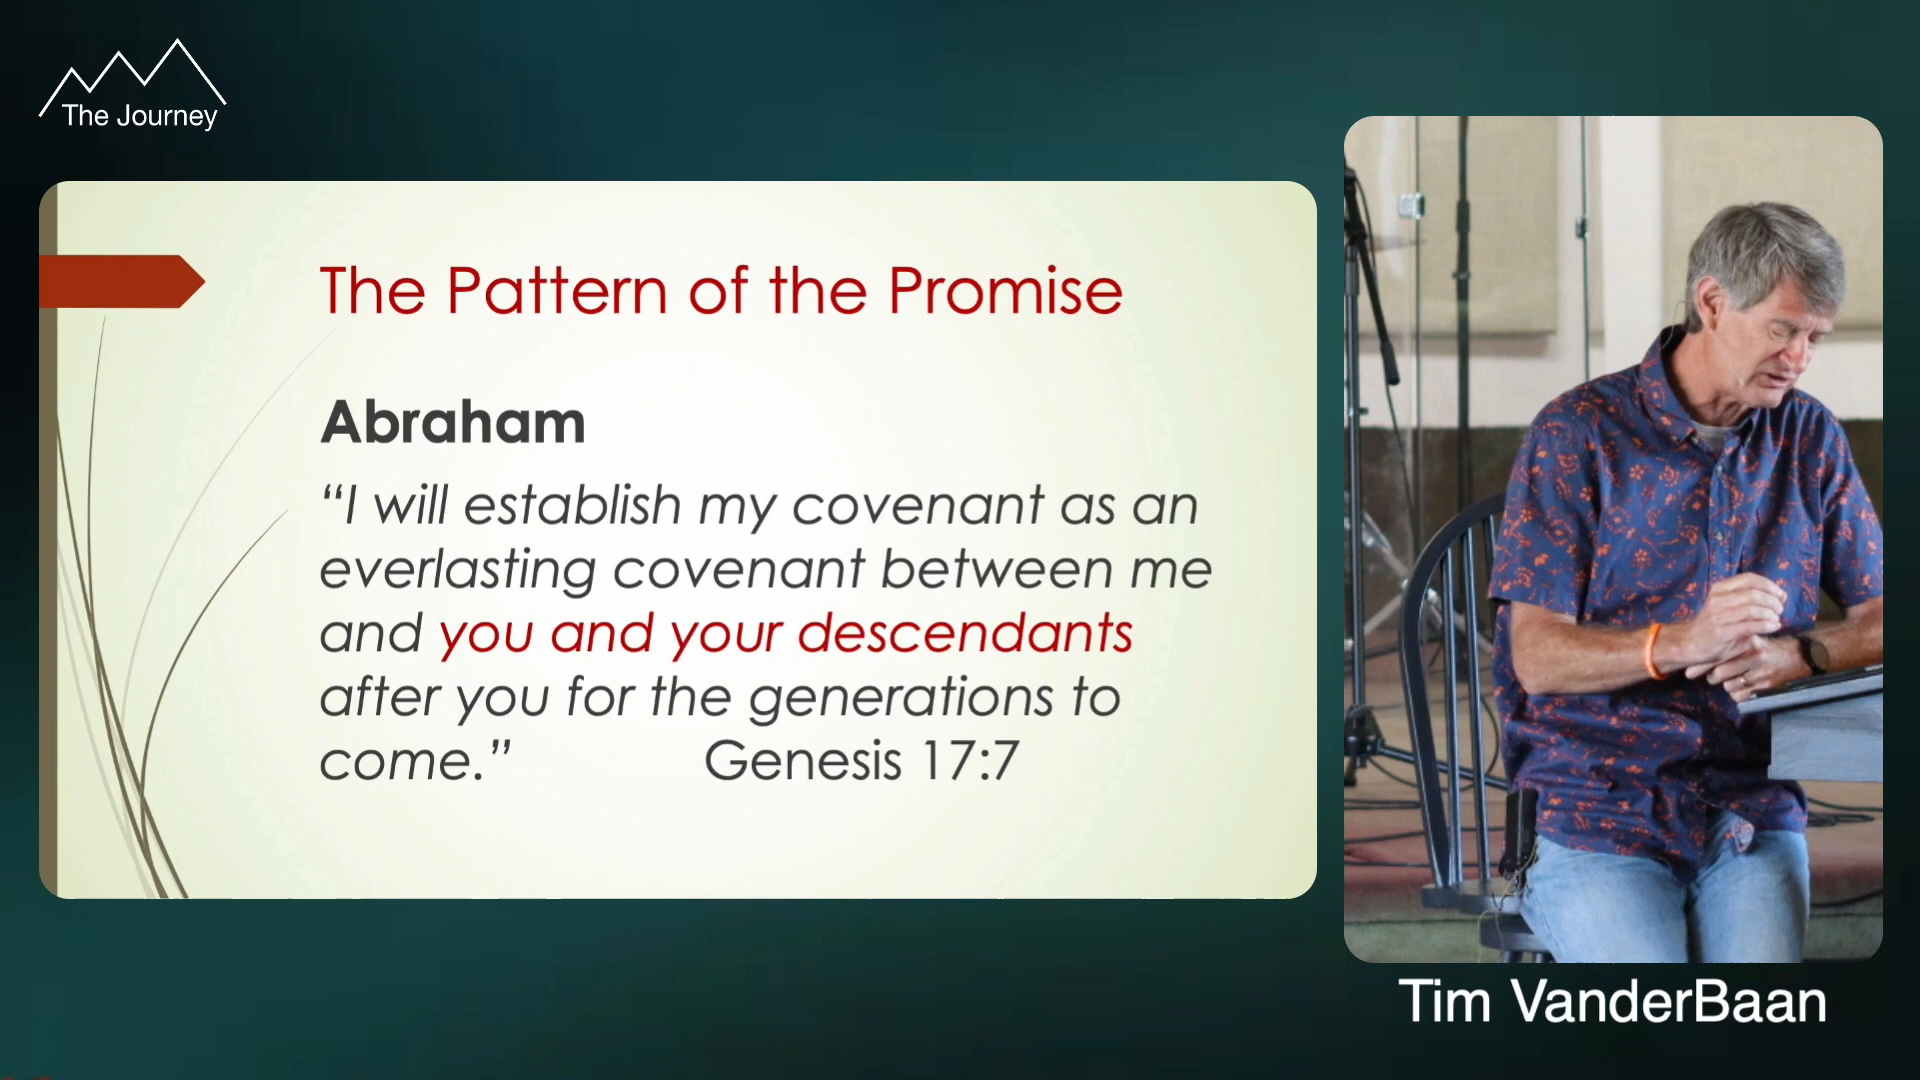 The Journey
The Pattern of the Promise
Abraham
“I will establish my covenant as an
everlasting covenant between me
and you and your descendants
after you for the generations to
come.” Genesis 17:7
Tim VanderBaan